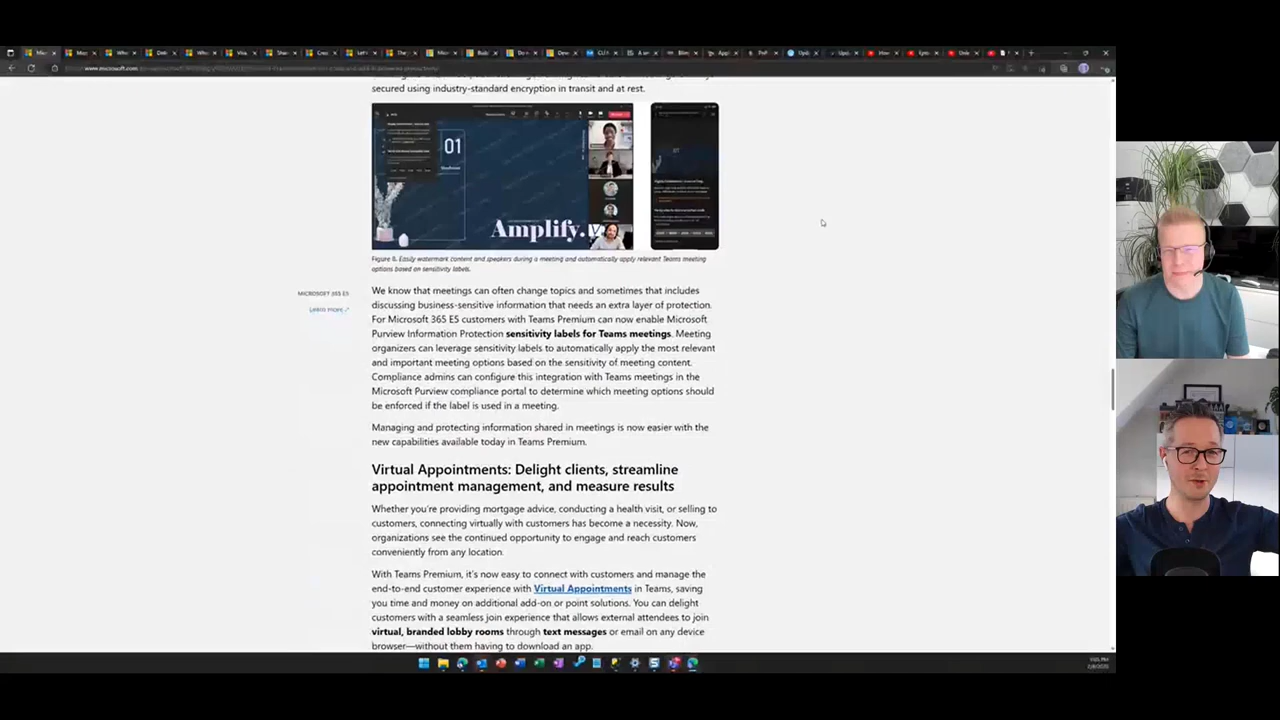 www.microsoft.com
secured using industry-standard encryption in transit and at rest.
01
Amplify.
Figure 8. Easily watermark content and speakers during a meeting and automatically apply relevant Teams meeting
options based on sensitivity labels.
MICROSOFT 365 E5
Learn more
We know that meetings can often change topics and sometimes that includes
discussing business-sensitive information that needs an extra layer of protection.
For Microsoft 365 E5 customers with Teams Premium can now enable Microsoft
Purview Information Protection sensitivity labels for Teams meetings. Meeting
organizers can leverage sensitivity labels to automatically apply the most relevant
and important meeting options based on the sensitivity of meeting content.
Compliance admins can configure this integration with Teams meetings in the
Microsoft Purview compliance portal to determine which meeting options should
be enforced if the label is used in a meeting.
Managing and protecting information shared in meetings is now easier with the
new capabilities available today in Teams Premium.
Virtual Appointments: Delight clients, streamline
appointment management, and measure results
Whether you're providing mortgage advice, conducting a health visit, or selling to
customers, connecting virtually with customers has become a necessity. Now,
organizations see the continued opportunity to engage and reach customers
conveniently from any location.
With Teams Premium, it's now easy to connect with customers and manage the
end-to-end customer experience with Virtual Appointments in Teams, saving
you time and money on additional add-on or point solutions. You can delight
customers with a seamless join experience that allows external attendees to join
virtual, branded lobby rooms through text messages or email on any device
browser—without them having to download an app.